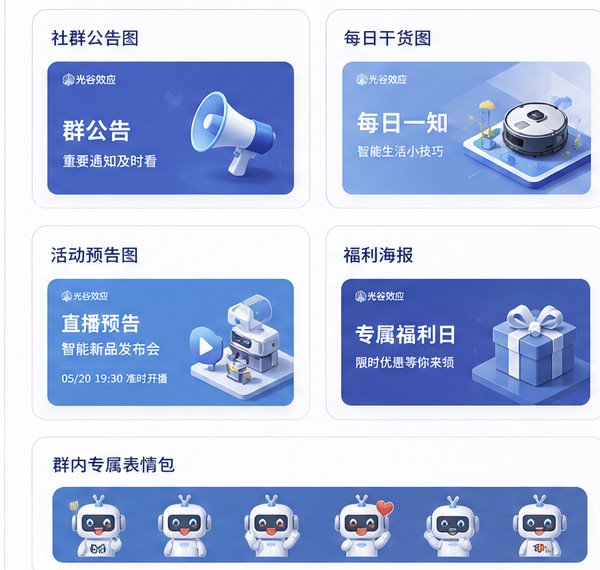 社群公告图
光谷效应
群公告
重要通知及时看
每日干货图
光谷效应
每日一知
智能生活小技巧
活动预告图
光谷效应
直播预告
智能新品发布会
05/20 19:30 准时开播
福利海报
光谷效应
专属福利日
限时优惠等你来领
群内专属表情包